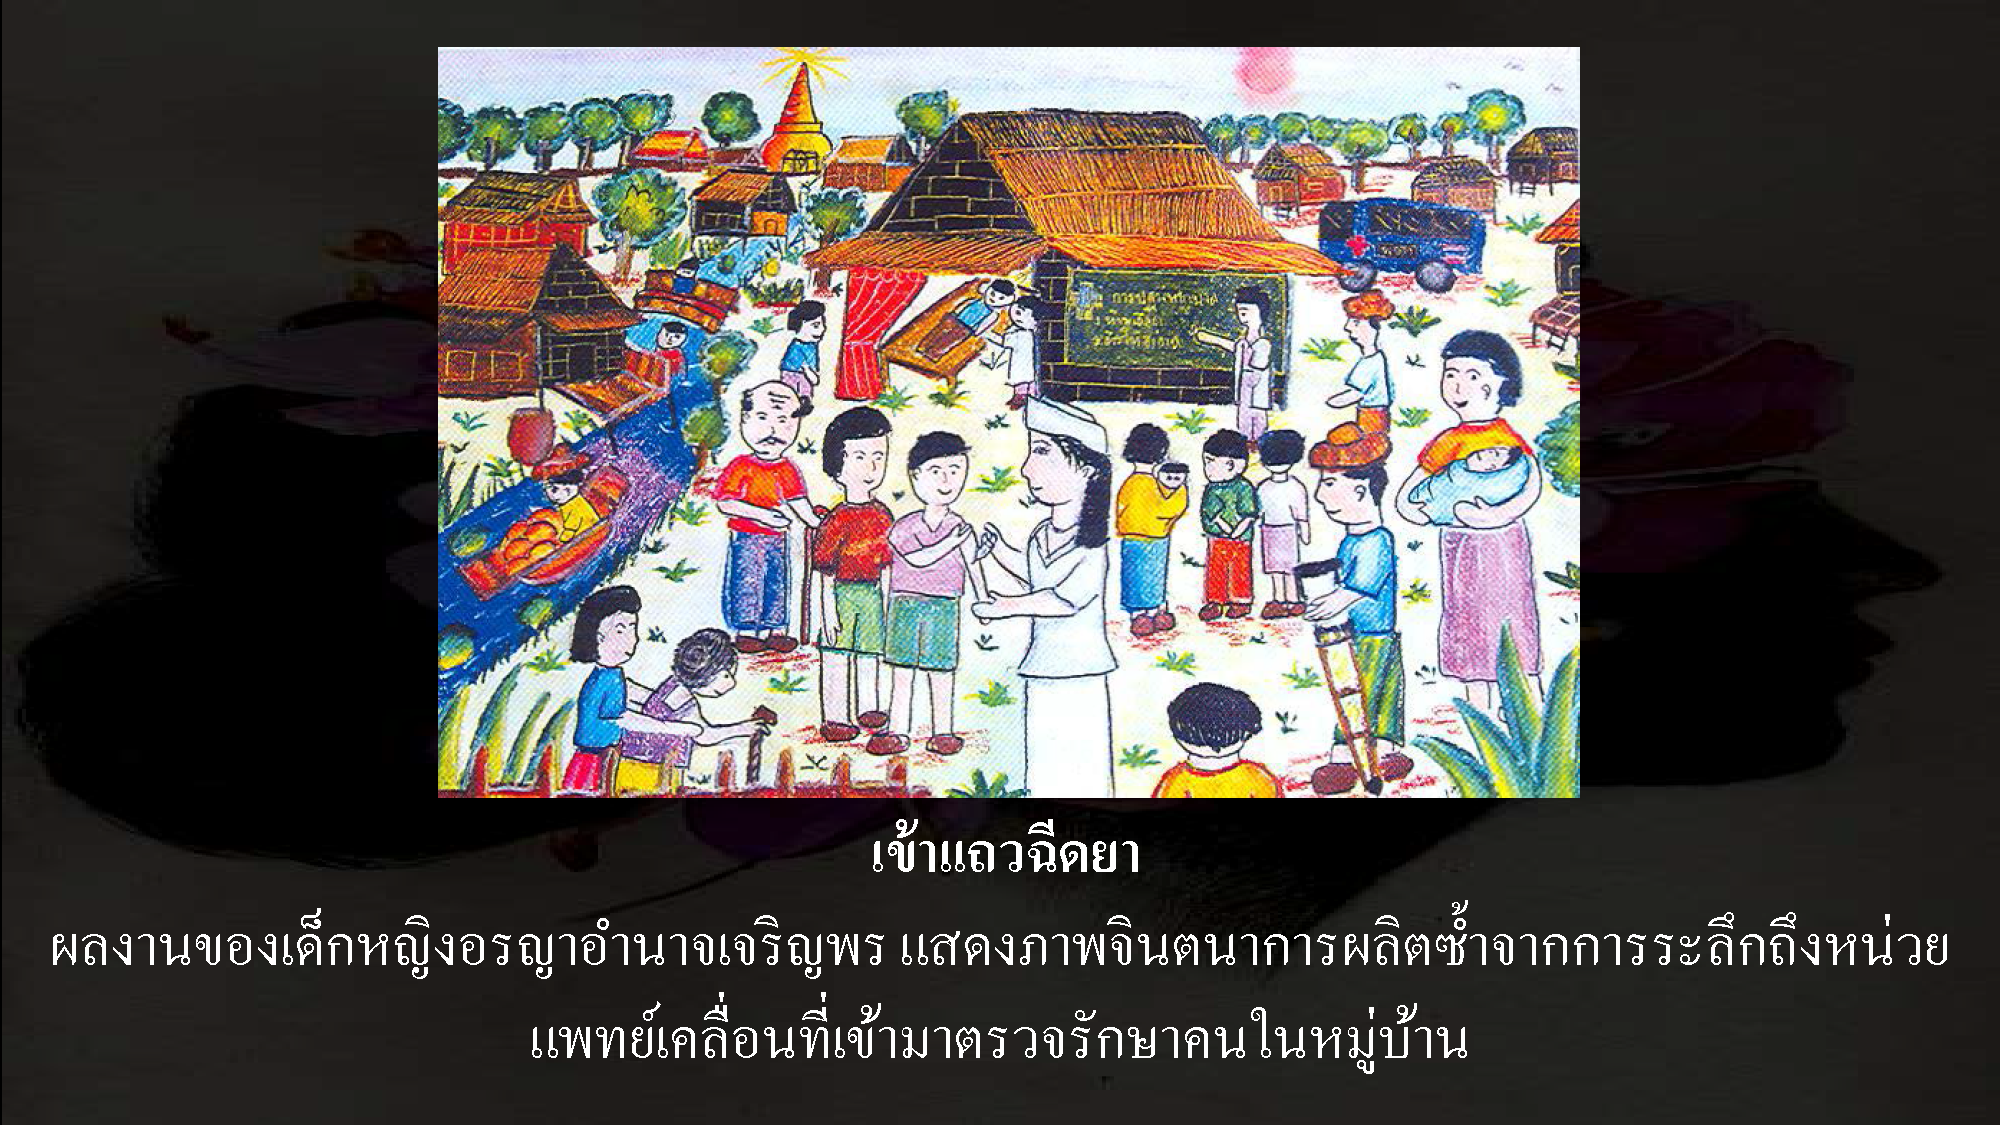 เข้าแถวฉีดยา
ผลงานของเด็กหญิงอรญาอำนาจเจริญพร แสดงภาพจินตนาการผลิตซ้ำจากการระลึกถึงหน่วย
แพทย์เคลื่อนที่เข้ามาตรวจรักษาคนในหมู่บ้าน